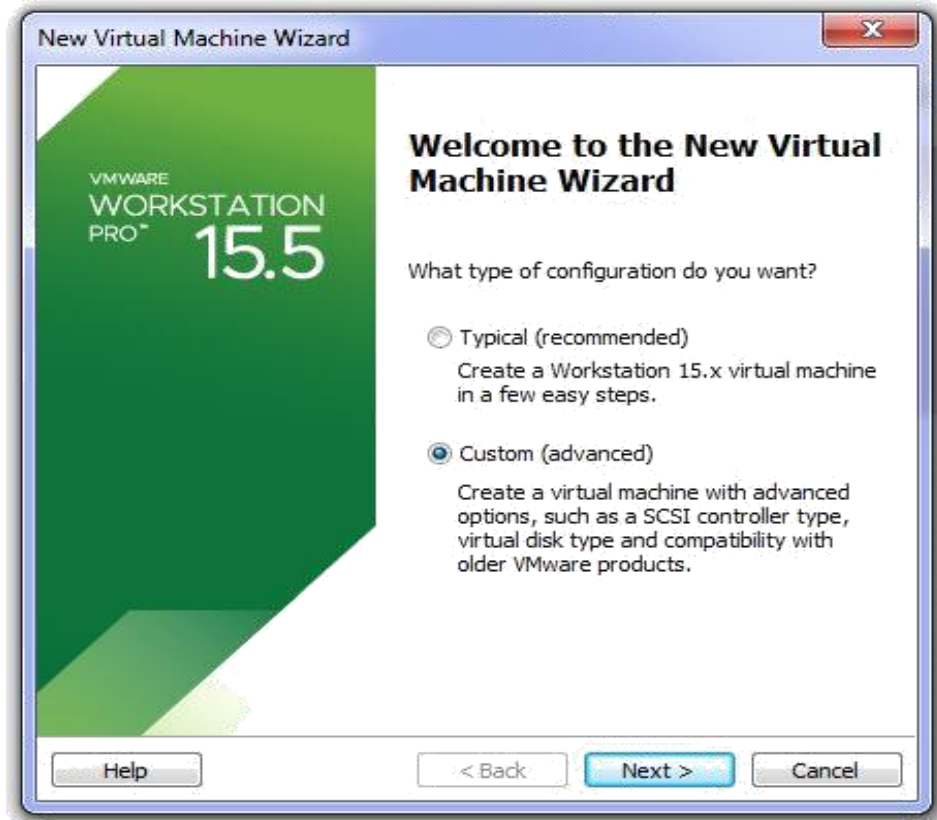 New Virtual Machine Wizard
VMWARE
WORKSTATION
PRO™ 15.5
Welcome to the New Virtual
Machine Wizard
What type of configuration do you want?
Typical (recommended)
Create a Workstation 15.x virtual machine
in a few easy steps.
Custom (advanced)
Create a virtual machine with advanced
options, such as a SCSI controller type,
virtual disk type and compatibility with
older VMware products.
Help
< Back
Next >
Cancel